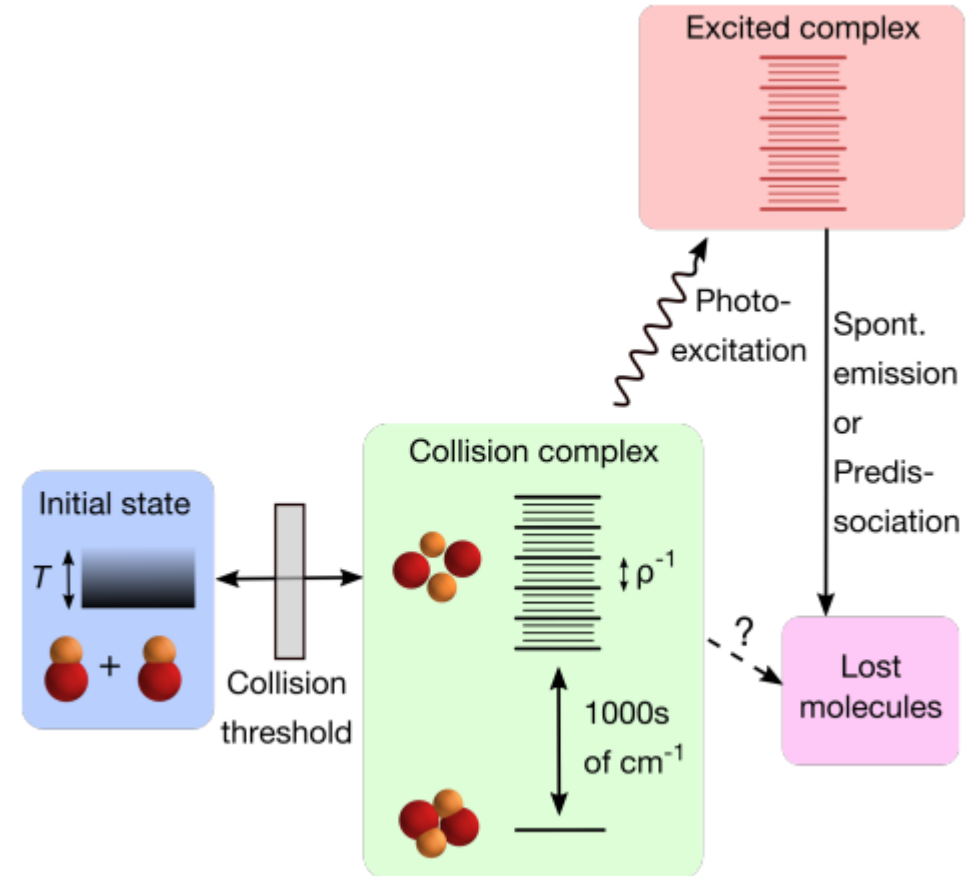 Excited complex
Photo-
excitation
Spont.
emission
or
Predis-
sociation
Collision complex
ρ⁻¹
1000s
of cm⁻¹
Initial state
T
+
Collision
threshold
?
Lost
molecules